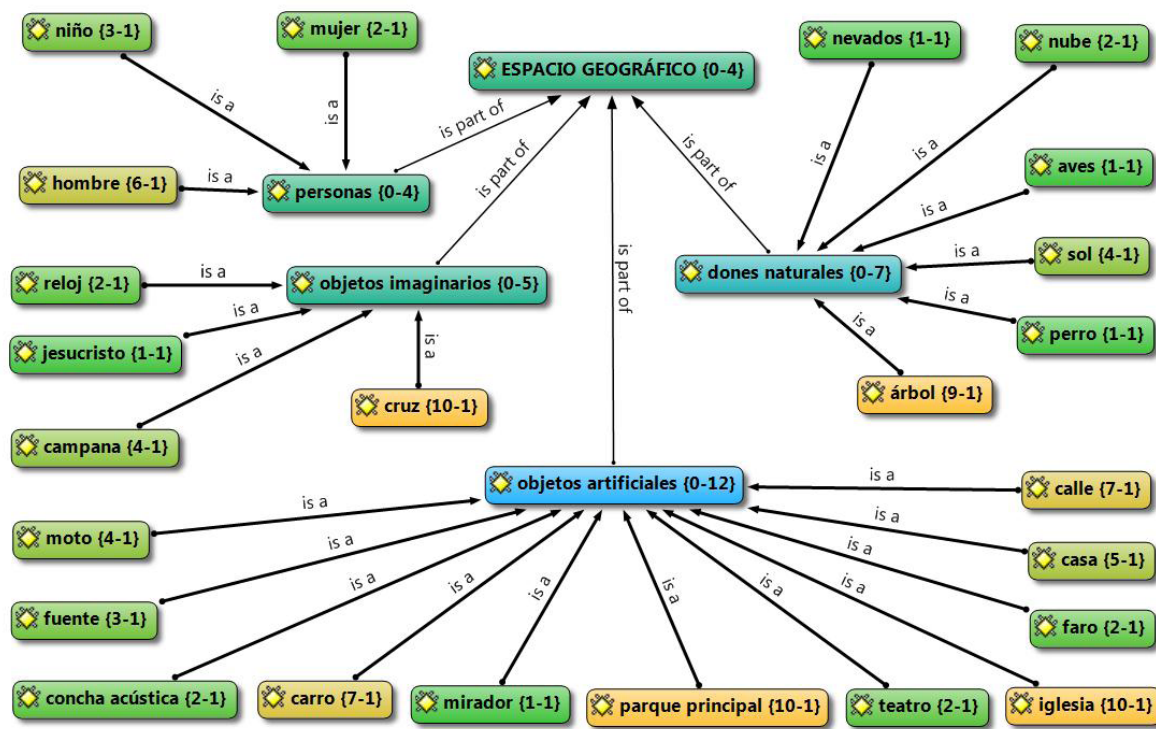 niño {3-1}
mujer {2-1}
nevados {1-1}
nube {2-1}
ESPACIO GEOGRÁFICO {0-4}
is a
is a
is part of
is part of
is part of
is a
is a
aves {1-1}
hombre {6-1}
is a
personas {0-4}
is a
sol {4-1}
is a
reloj {2-1}
is a
objetos imaginarios {0-5}
is part of
dones naturales {0-7}
jesucristo {1-1}
is a
is a
is a
is a
is a
perro {1-1}
cruz {10-1}
árbol {9-1}
campana {4-1}
objetos artificiales {0-12}
is a
calle {7-1}
moto {4-1}
is a
is a
casa {5-1}
fuente {3-1}
is a
is a
is a
is a
is a
is a
is a
is a
faro {2-1}
concha acústica {2-1}
carro {7-1}
mirador {1-1}
parque principal {10-1}
teatro {2-1}
iglesia {10-1}